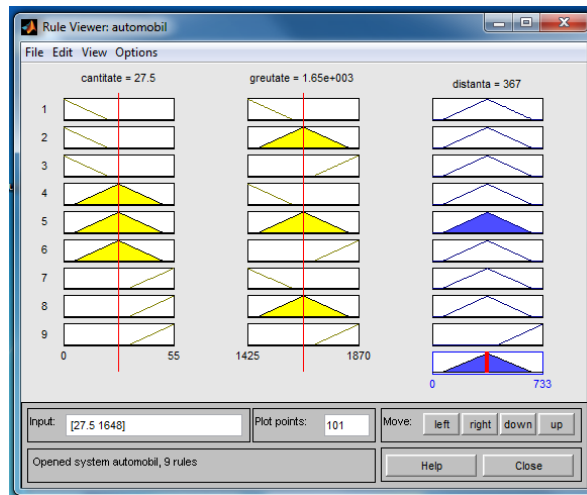 Rule Viewer: automobil
File Edit View Options
cantitate = 27.5 greutate = 1.65e+003 distanta = 367
1
2
3
4
5
6
7
8
9
0 55 1425 1870
0 733
Input: [27.5 1648] Plot points: 101 Move: left right down up
Opened system automobil, 9 rules Help Close